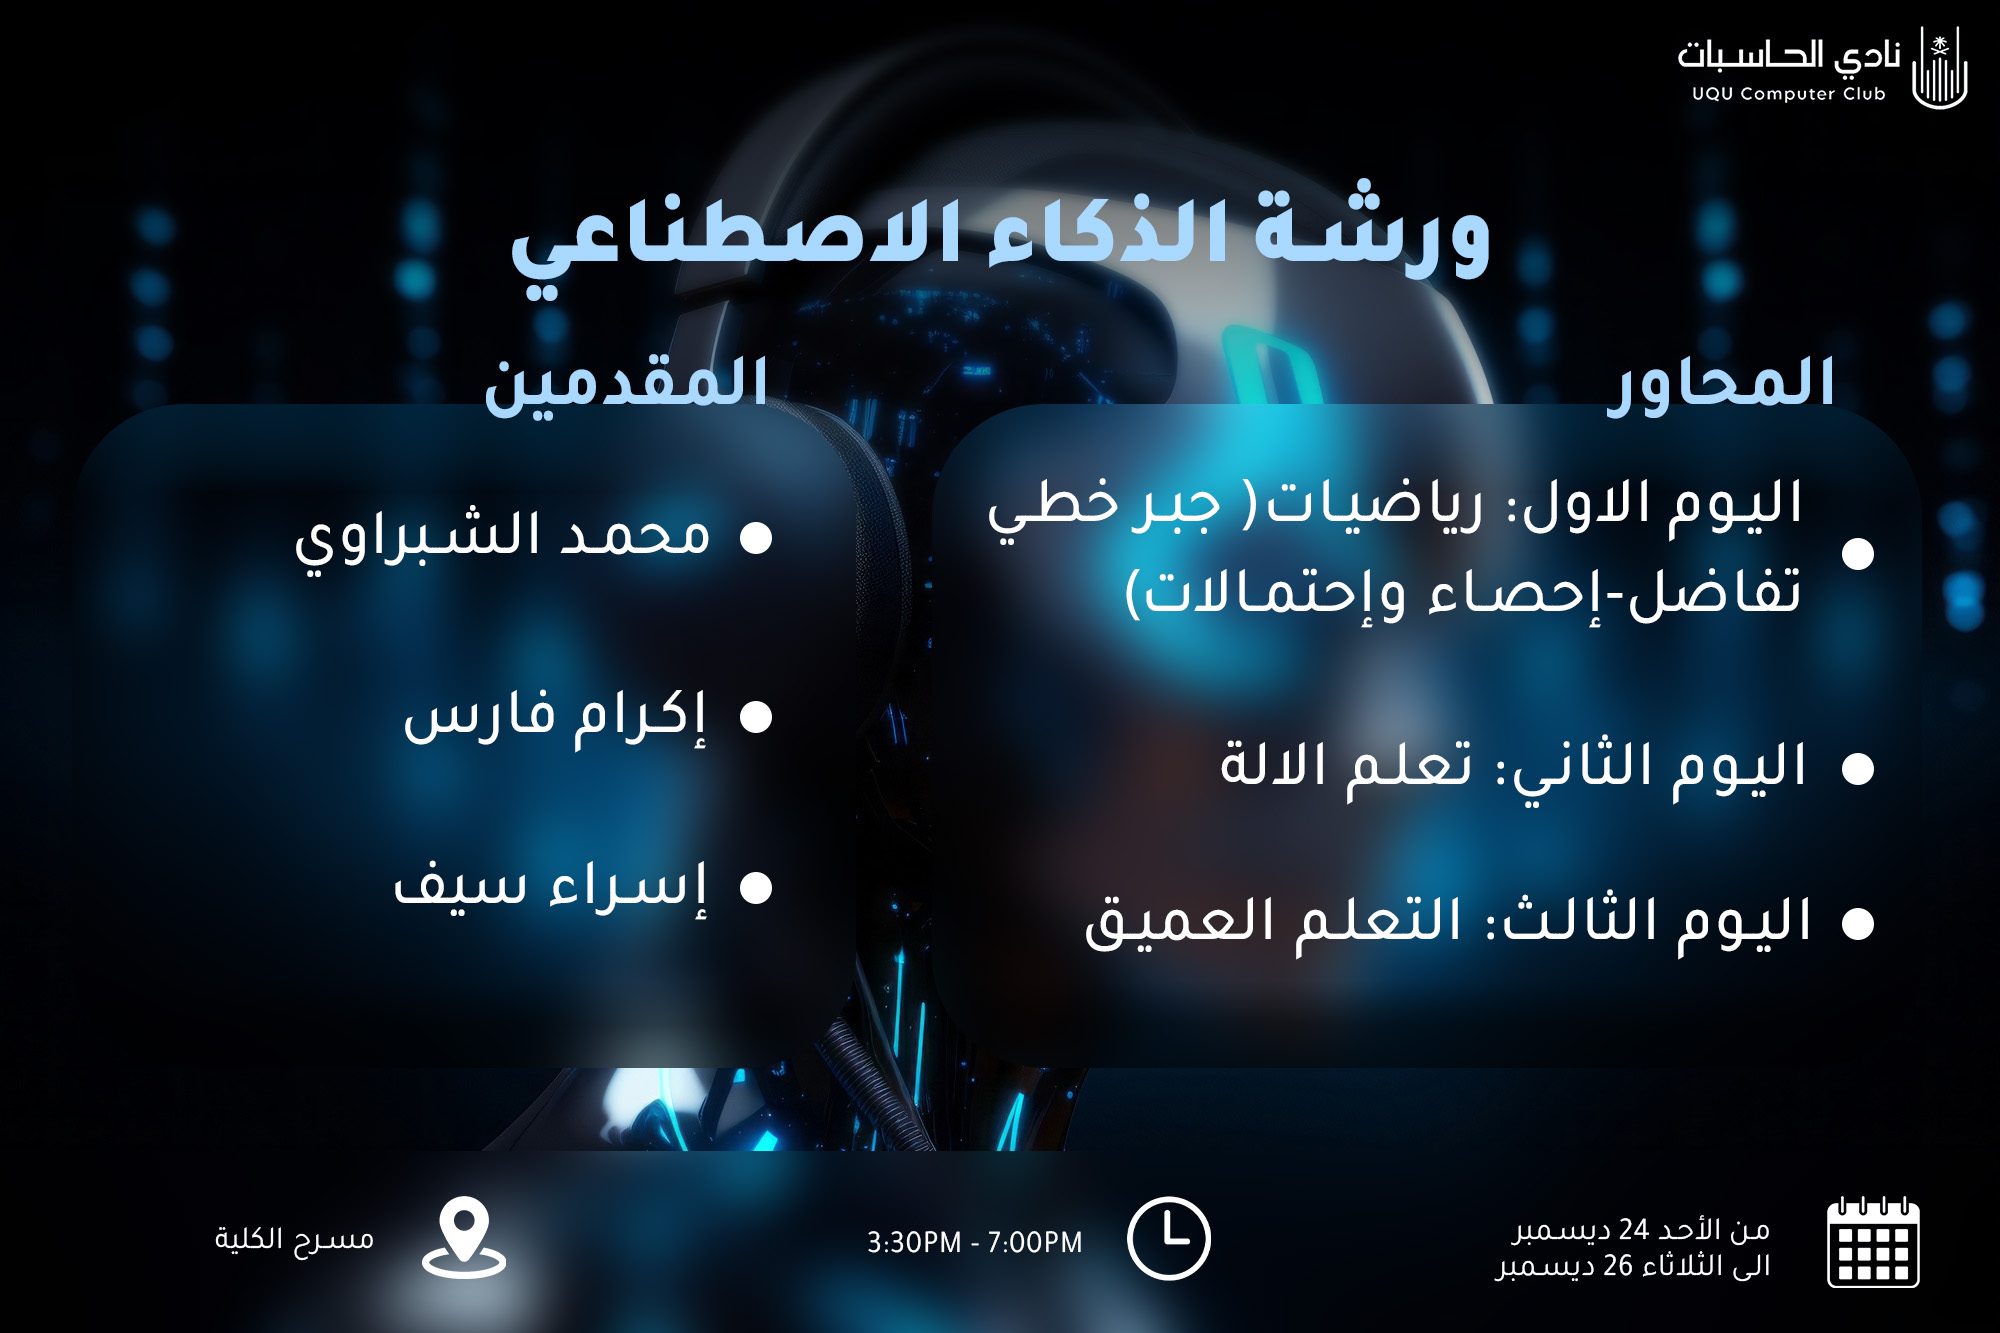 نادي الحاسبات
UQU Computer Club
ورشة الذكاء الاصطناعي
المحاور
اليوم الاول: رياضيات( جبر خطي
تفاضل-إحصاء وإحتمالات)
اليوم الثاني: تعلم الالة
اليوم الثالث: التعلم العميق
المقدمين
محمد الشبراوي
إكرام فارس
إسراء سيف
من الأحد 24 ديسمبر
الى الثلاثاء 26 ديسمبر
3:30PM - 7:00PM
مسرح الكلية